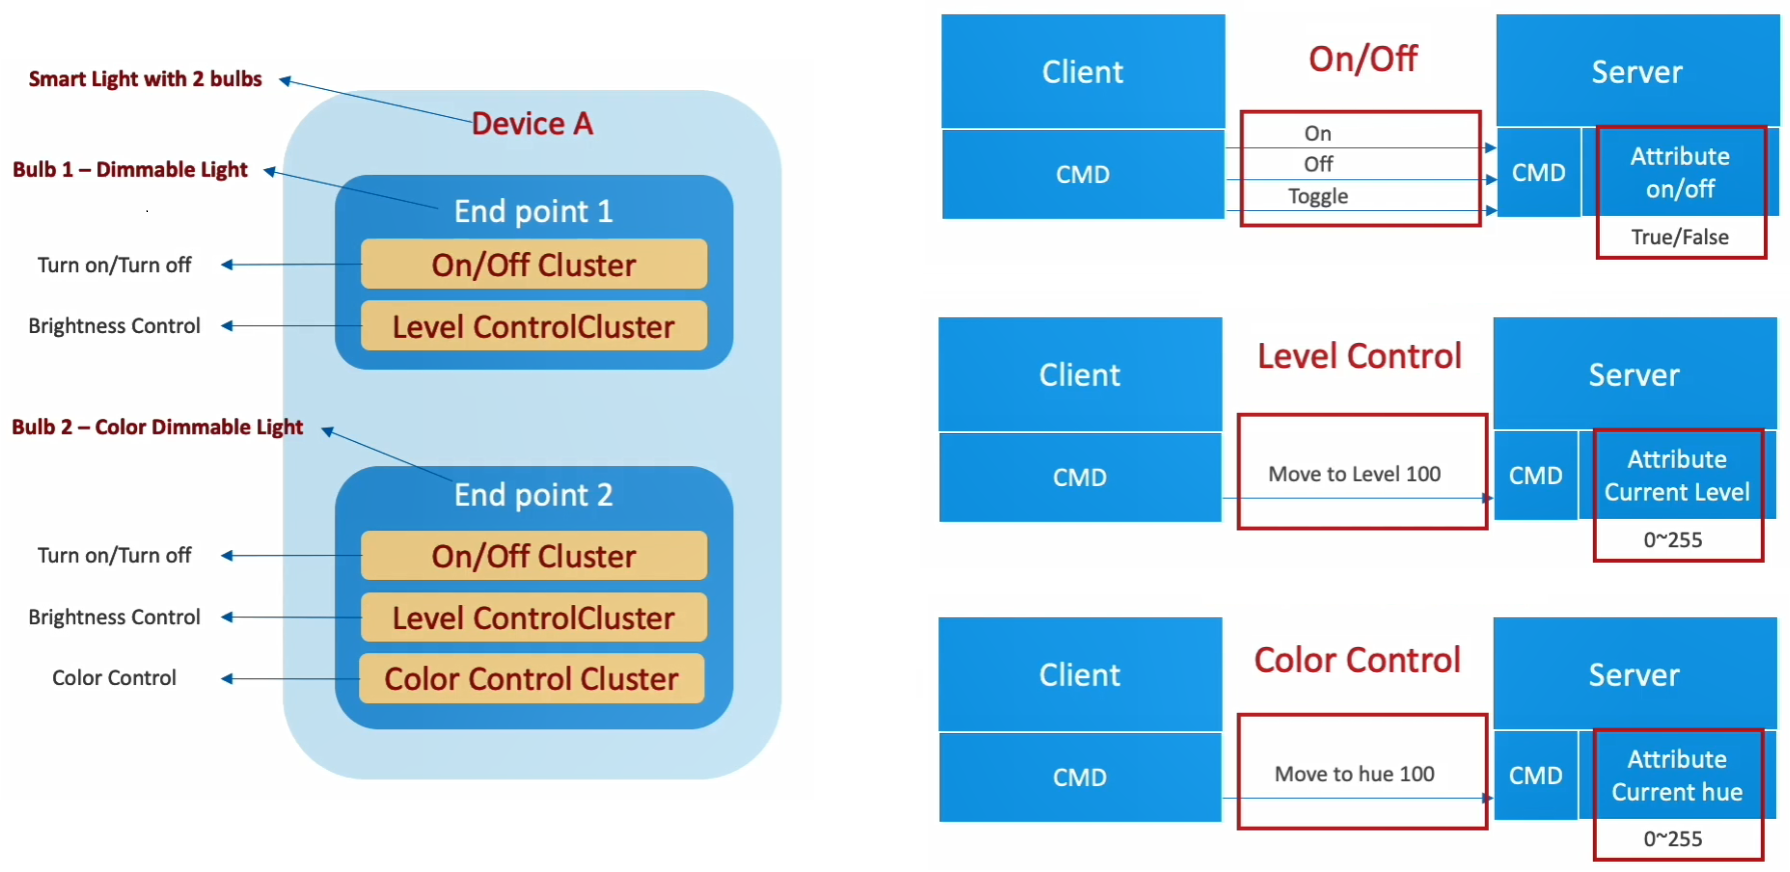 Smart Light with 2 bulbs
Device A
Bulb 1 – Dimmable Light
End point 1
Turn on/Turn off
On/Off Cluster
Brightness Control
Level ControlCluster
Bulb 2 – Color Dimmable Light
End point 2
Turn on/Turn off
On/Off Cluster
Brightness Control
Level ControlCluster
Color Control
Color Control Cluster
Client
On/Off
Server
CMD
On
Off
Toggle
CMD
Attribute
on/off
True/False
Client
Level Control
Server
CMD
Move to Level 100
CMD
Attribute
Current Level
0~255
Client
Color Control
Server
CMD
Move to hue 100
CMD
Attribute
Current hue
0~255